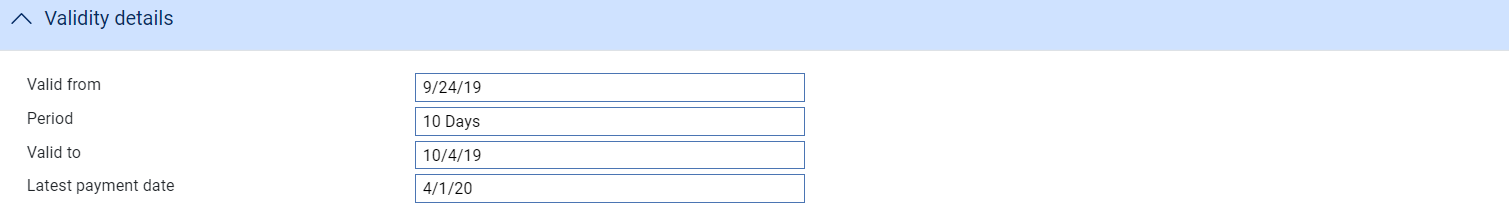 Validity details
Valid from 9/24/19
Period 10 Days
Valid to 10/4/19
Latest payment date 4/1/20